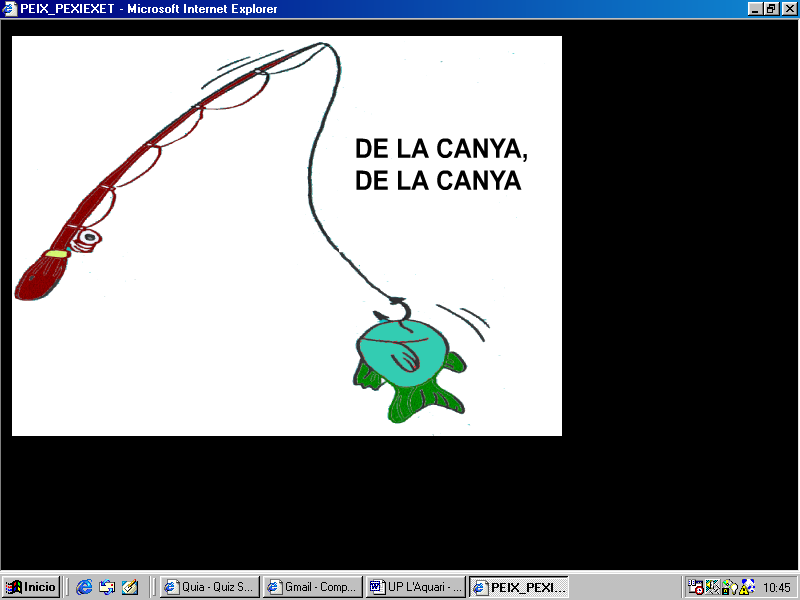 PEIX_PEXIEXET - Microsoft Internet Explorer
DE LA CANYA,
DE LA CANYA
Inicio
Quia - Quiz S...
Gmail - Comp...
UP L'Aquari - ...
PEIX_PEXI...
10:45